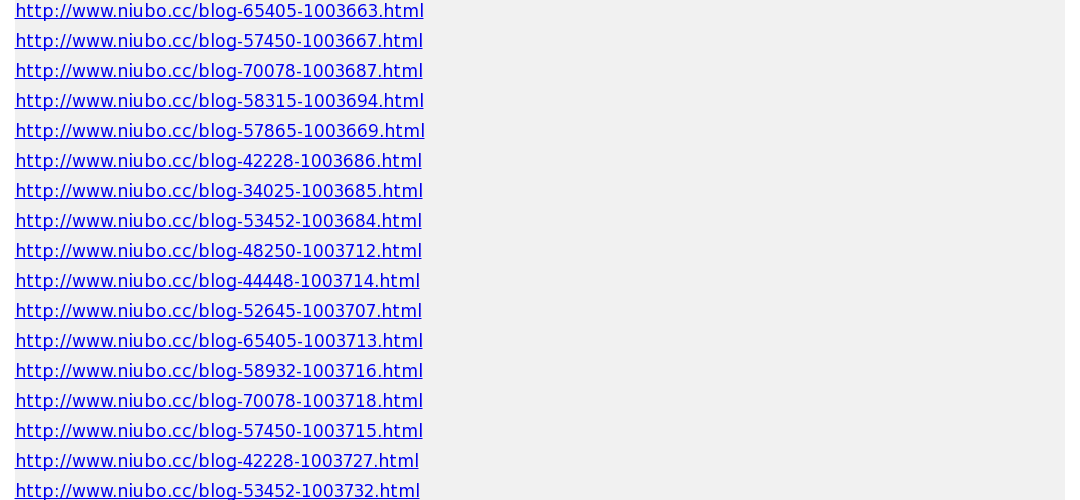 http://www.niubo.cc/blog-65405-1003663.html
http://www.niubo.cc/blog-57450-1003667.html
http://www.niubo.cc/blog-70078-1003687.html
http://www.niubo.cc/blog-58315-1003694.html
http://www.niubo.cc/blog-57865-1003669.html
http://www.niubo.cc/blog-42228-1003686.html
http://www.niubo.cc/blog-34025-1003685.html
http://www.niubo.cc/blog-53452-1003684.html
http://www.niubo.cc/blog-48250-1003712.html
http://www.niubo.cc/blog-44448-1003714.html
http://www.niubo.cc/blog-52645-1003707.html
http://www.niubo.cc/blog-65405-1003713.html
http://www.niubo.cc/blog-58932-1003716.html
http://www.niubo.cc/blog-70078-1003718.html
http://www.niubo.cc/blog-57450-1003715.html
http://www.niubo.cc/blog-42228-1003727.html
http://www.niubo.cc/blog-53452-1003732.html